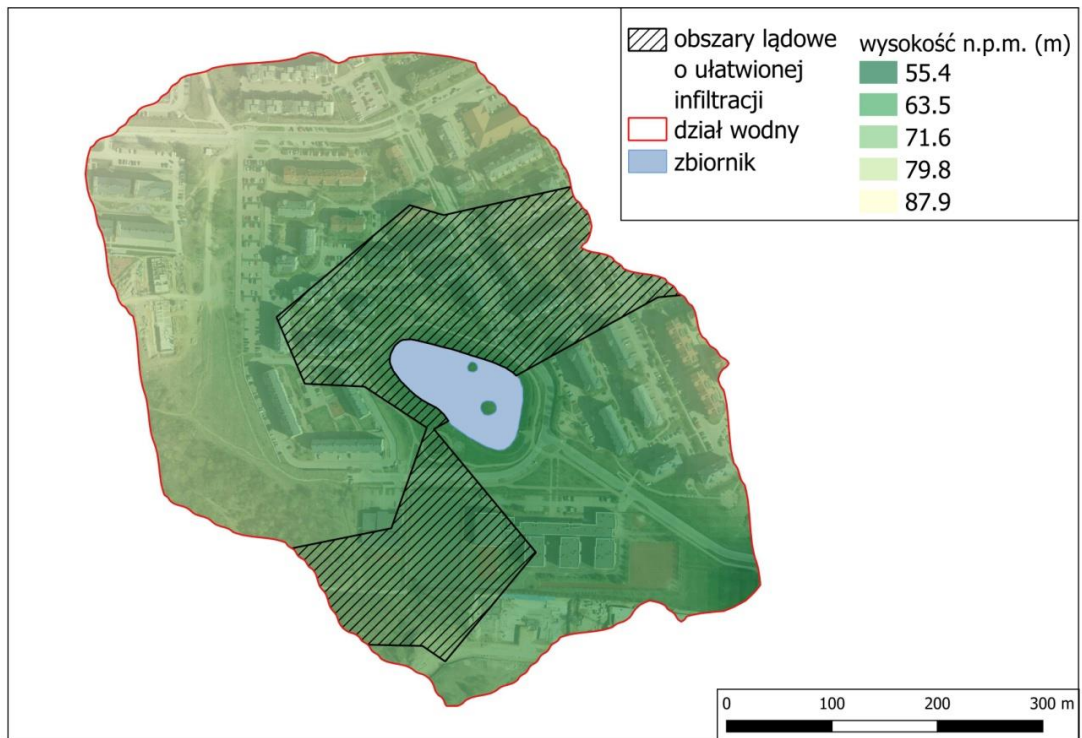 obszary lądowe
o ułatwionej
infiltracji
dział wodny
zbiornik
wysokość n.p.m. (m)
55.4
63.5
71.6
79.8
87.9
0 100 200 300 m